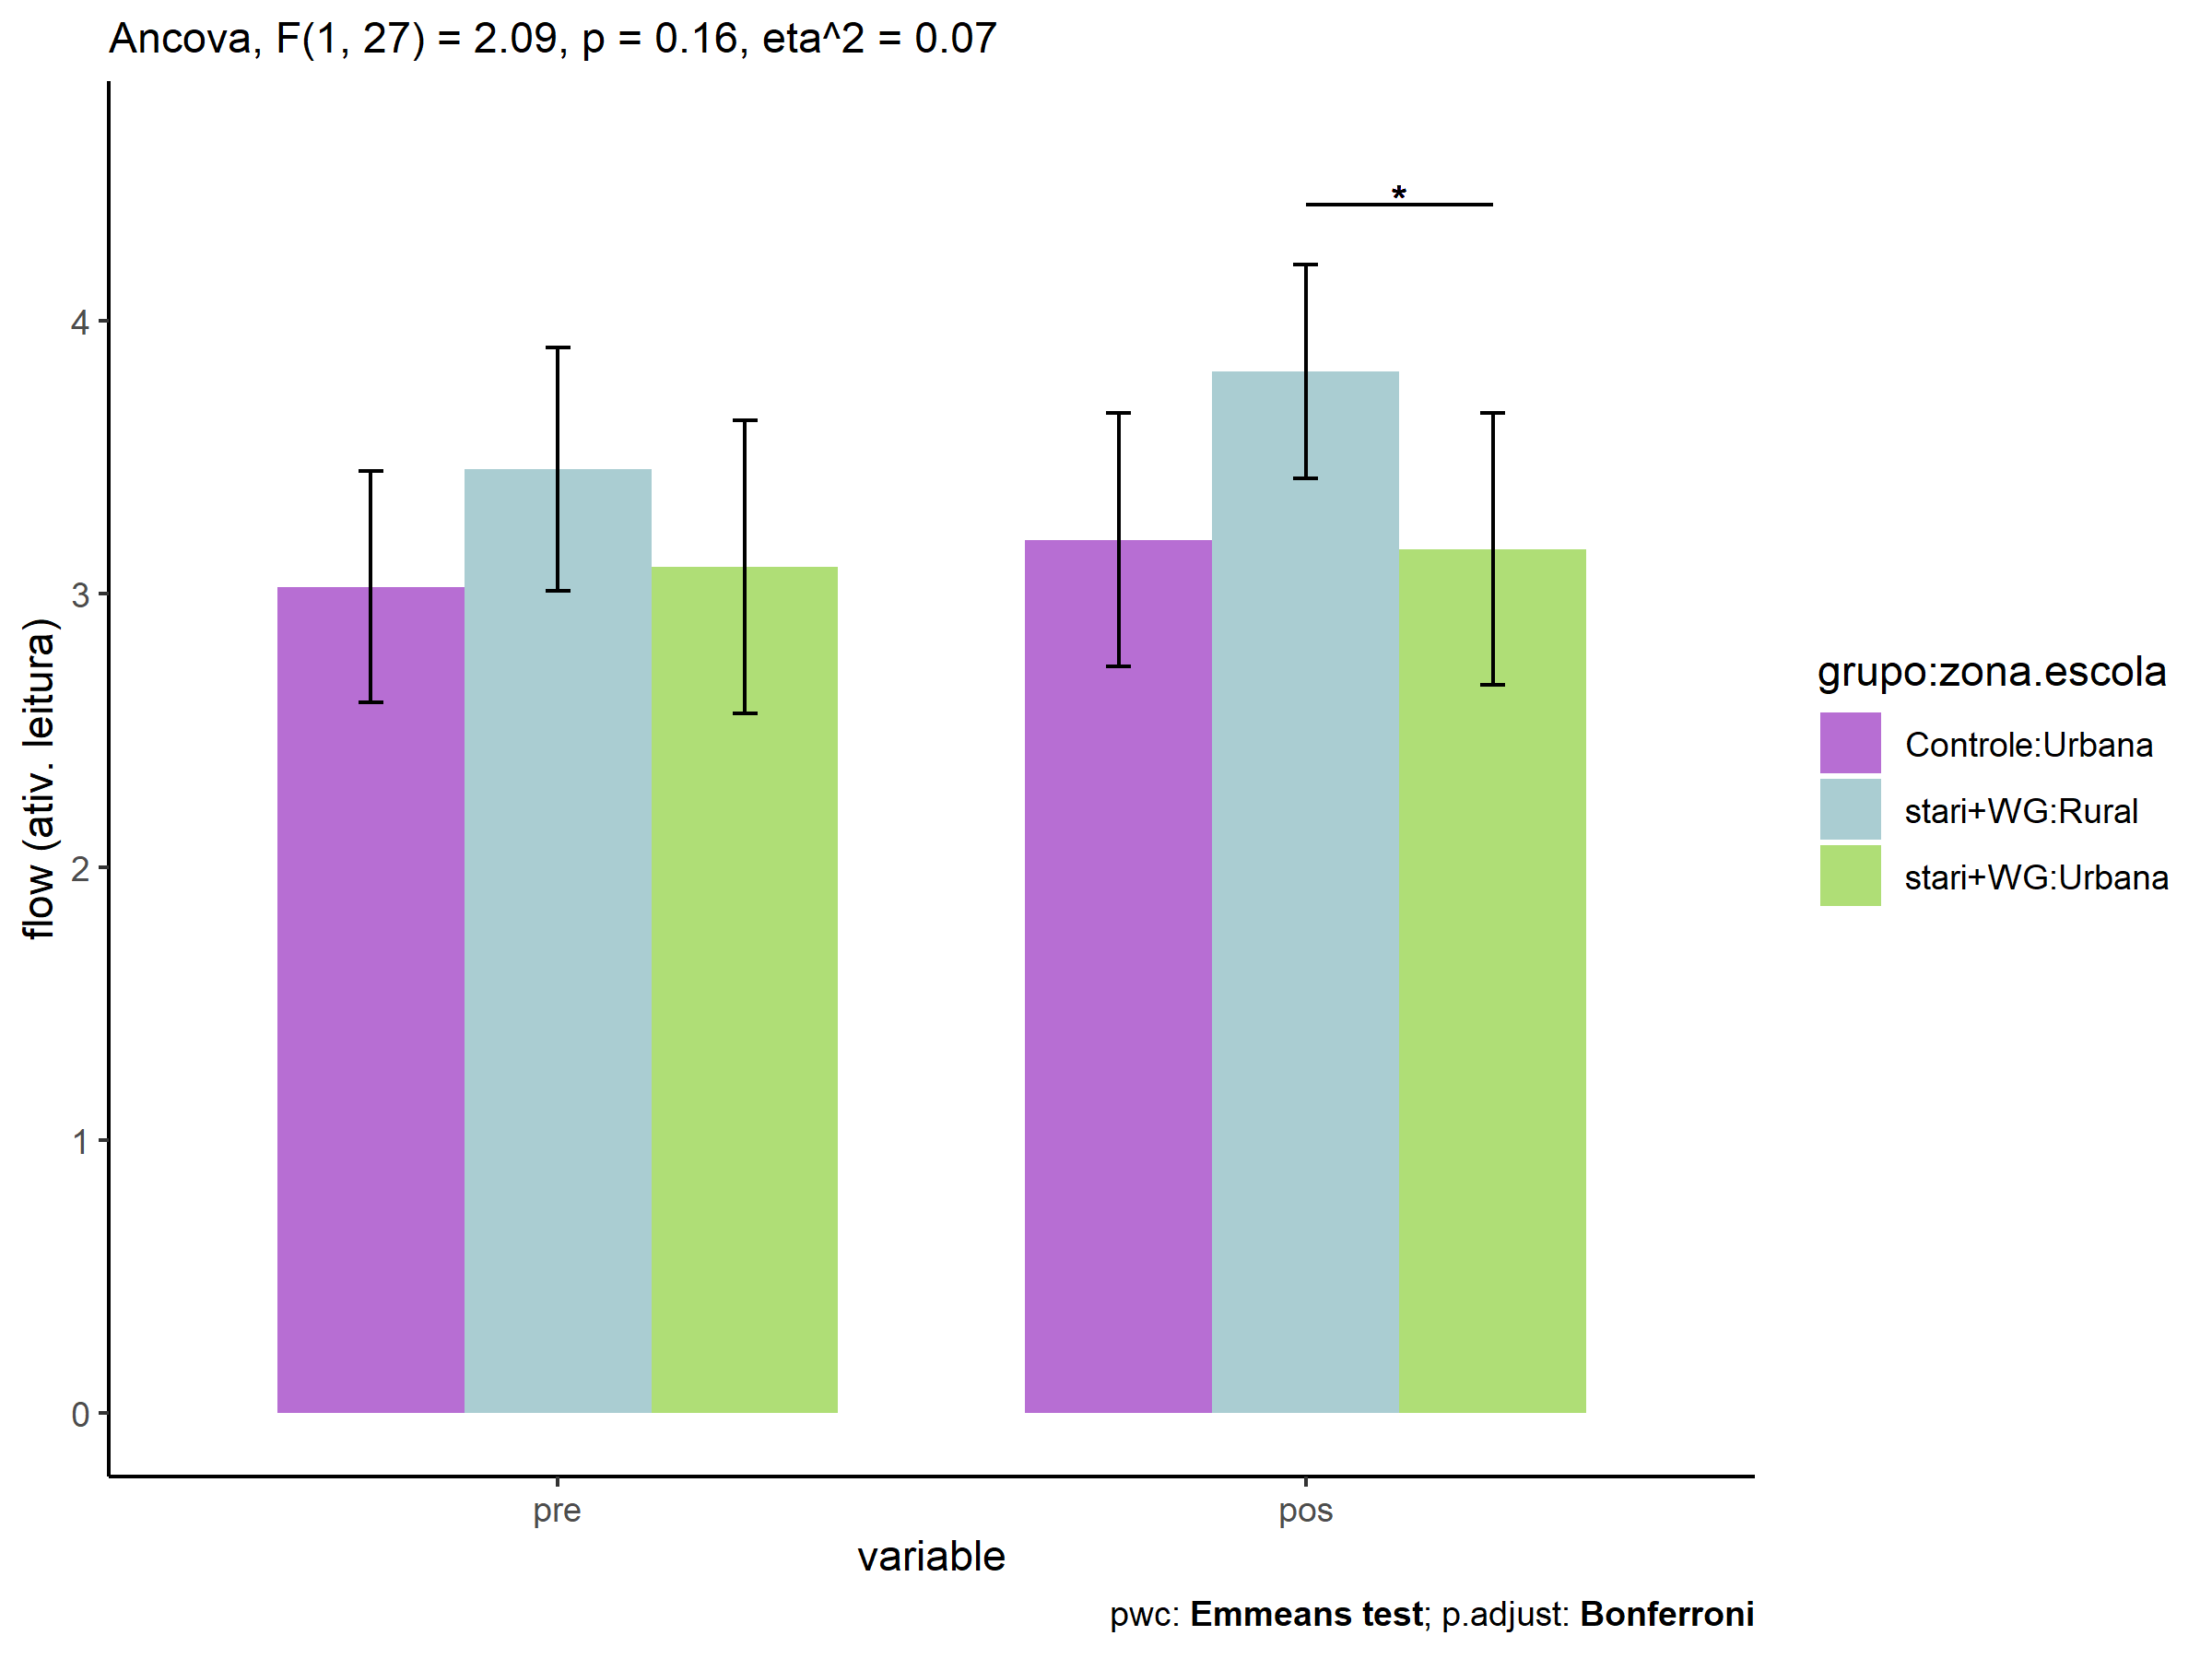 Ancova, F(1, 27) = 2.09, p = 0.16, eta^2 = 0.07
*
4
3
2
1
0
flow (ativ. leitura)
pre
pos
variable
grupo:zona.escola
Controle:Urbana
stari+WG:Rural
stari+WG:Urbana
pwc: Emmeans test; p.adjust: Bonferroni